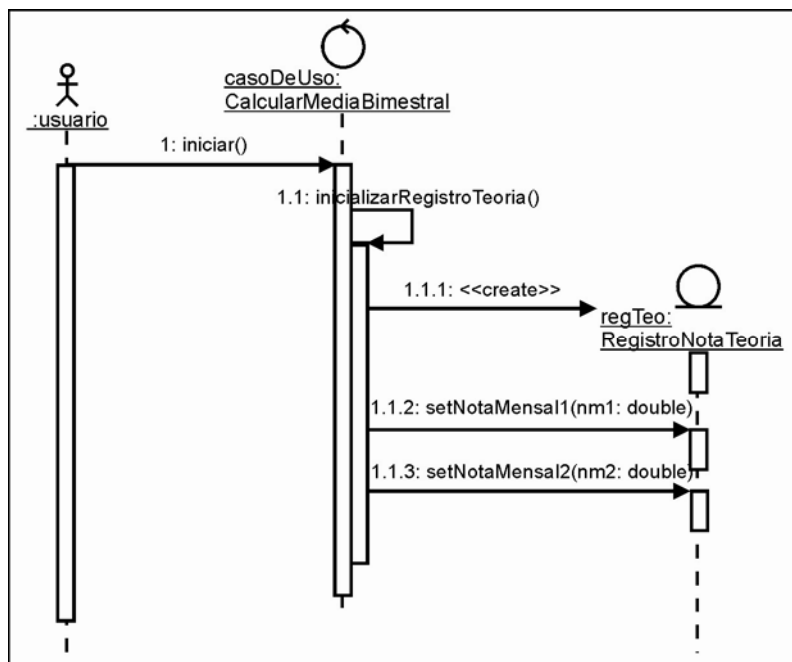 casoDeUso:
CalcularMediaBimestral
:usuario
1: iniciar()
1.1: inicializarRegistroTeoria()
1.1.1: <<create>>
regTeo:
RegistroNotaTeoria
1.1.2: setNotaMensal1(nm1: double)
1.1.3: setNotaMensal2(nm2: double)